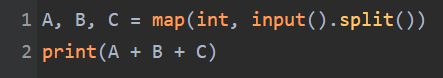 1 A, B, C = map(int, input().split())
2 print(A + B + C)